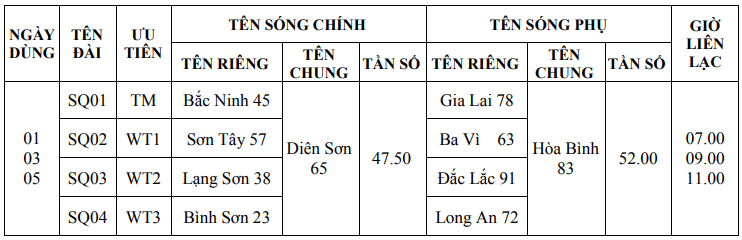 NGÀY DÙNG
TÊN ĐÀI
ƯU TIÊN
TÊN SÓNG CHÍNH
TÊN SÓNG PHỤ
GIỜ LIÊN LẠC
TÊN RIÊNG
TÊN CHUNG
TẦN SỐ
TÊN RIÊNG
TÊN CHUNG
TẦN SỐ
01
03
05
SQ01 TM Bắc Ninh 45
Diên Sơn 65
47.50
Gia Lai 78
Hòa Bình 83
52.00
07.00
09.00
11.00
SQ02 WT1 Sơn Tây 57
Ba Vì 63
SQ03 WT2 Lạng Sơn 38
Đắc Lắc 91
SQ04 WT3 Bình Sơn 23
Long An 72